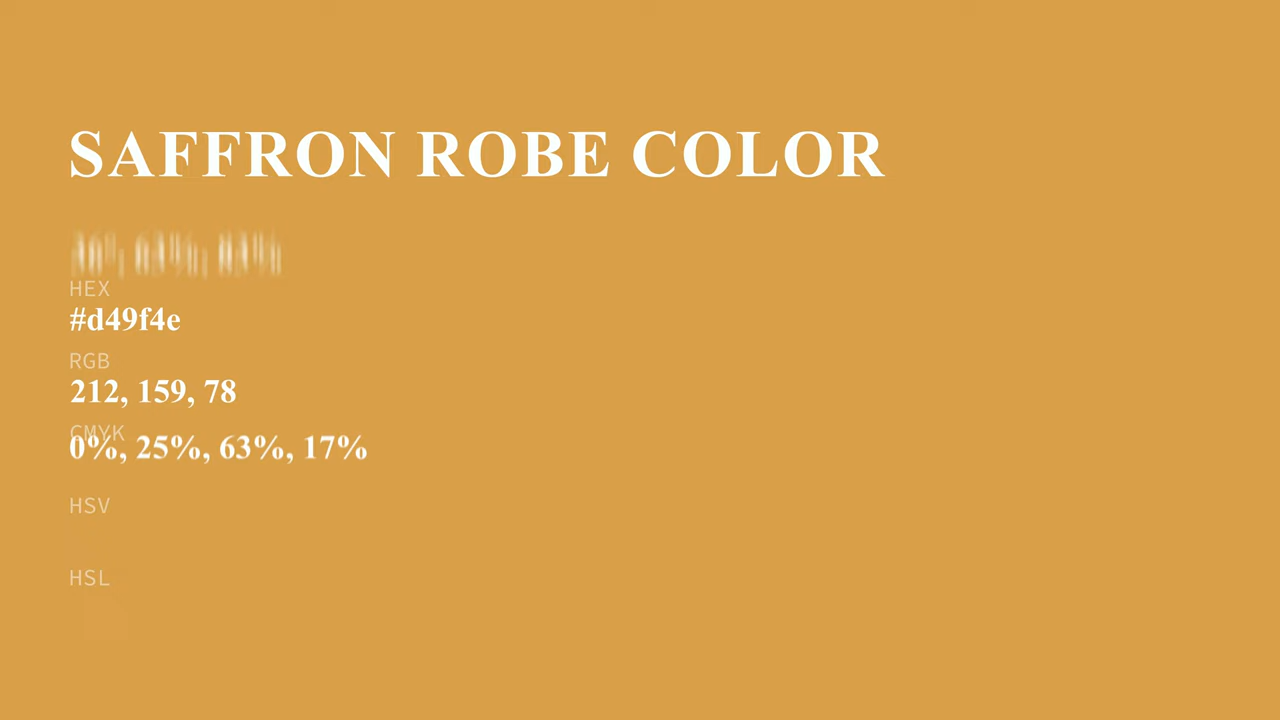 SAFFRON ROBE COLOR
HEX
#d49f4e
RGB
212, 159, 78
CMYK
0%, 25%, 63%, 17%
HSV
HSL